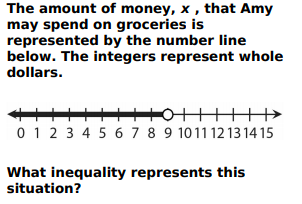 The amount of money, x , that Amy
may spend on groceries is
represented by the number line
below. The integers represent whole
dollars.
0 1 2 3 4 5 6 7 8 9 10 11 12 13 14 15
What inequality represents this
situation?